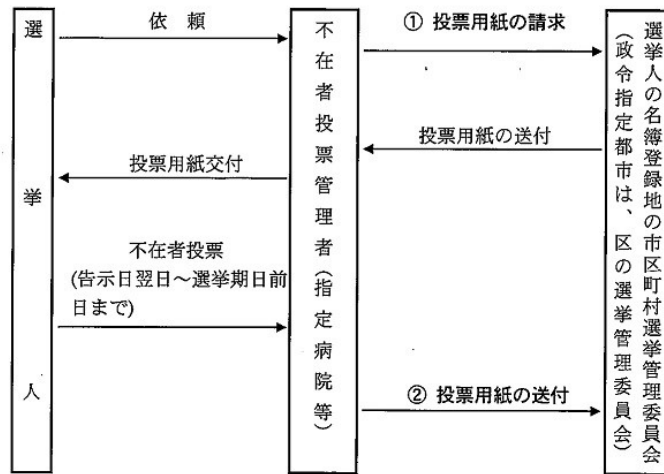 選挙人
依頼
投票用紙交付
不在者投票
(告示日翌日～選挙期日前
日まで)
不在者投票管理者(指定病院等)
① 投票用紙の請求
投票用紙の送付
② 投票用紙の送付
選挙人の名簿登録地の市区町村選挙管理委員会
(政令指定都市は、区の選挙管理委員会)